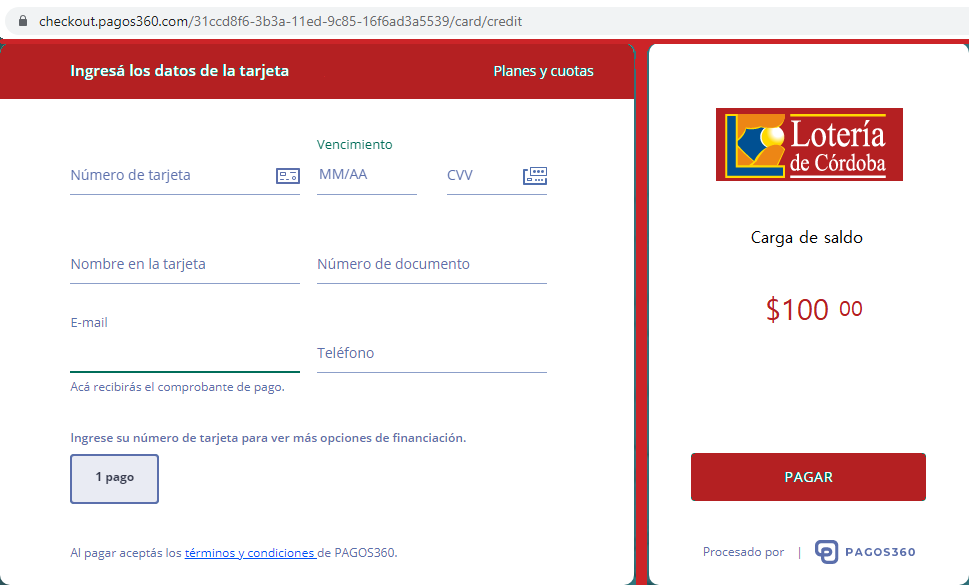 checkout.pagos360.com/31ccd8f6-3b3a-11ed-9c85-16f6ad3a5539/card/credit
Ingresá los datos de la tarjeta
Planes y cuotas
Vencimiento
Número de tarjeta
MM/AA
CVV
Nombre en la tarjeta
Número de documento
E-mail
Teléfono
Acá recibirás el comprobante de pago.
Ingrese su número de tarjeta para ver más opciones de financiación.
1 pago
Al pagar aceptás los términos y condiciones de PAGOS360.
Lotería
de Córdoba
Carga de saldo
$100 00
PAGAR
Procesado por | PAGOS360